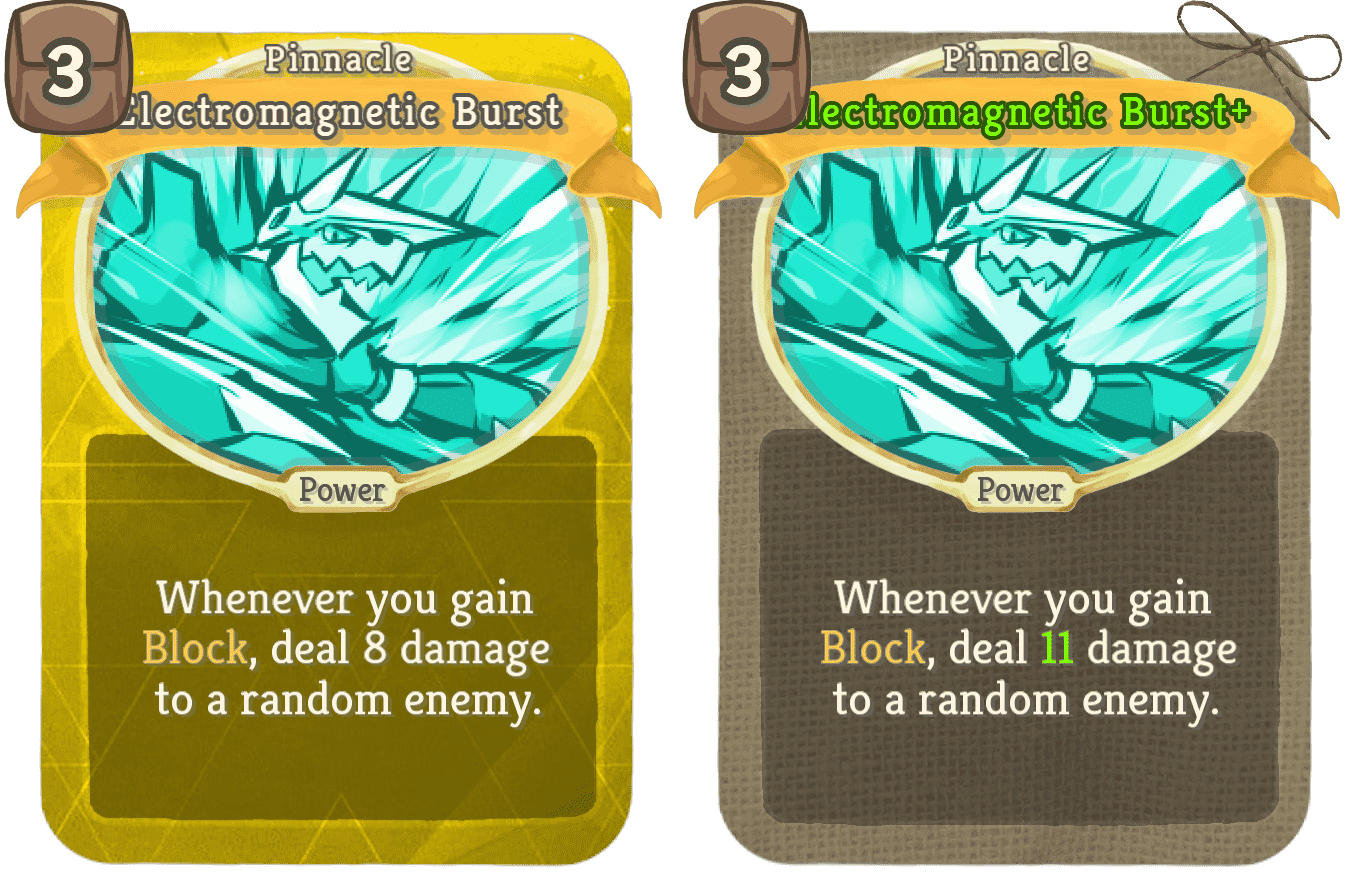 3
Pinnacle
Electromagnetic Burst
Power
Whenever you gain
Block, deal 8 damage
to a random enemy.
3
Pinnacle
Electromagnetic Burst+
Power
Whenever you gain
Block, deal 11 damage
to a random enemy.